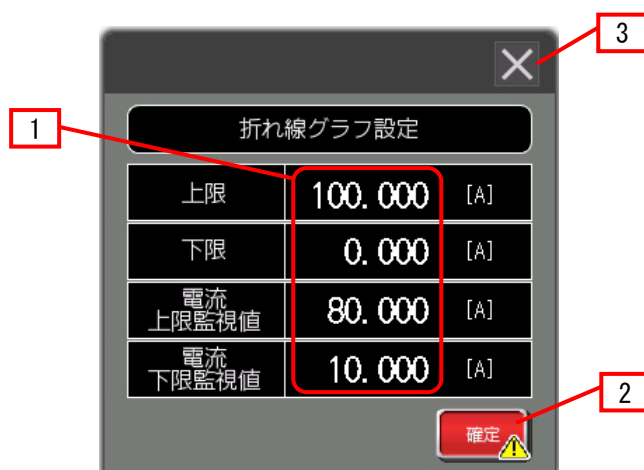 3
1
折れ線グラフ設定
上限 100.000 [A]
下限 0.000 [A]
電流
上限監視値 80.000 [A]
電流
下限監視値 10.000 [A]
2
確定